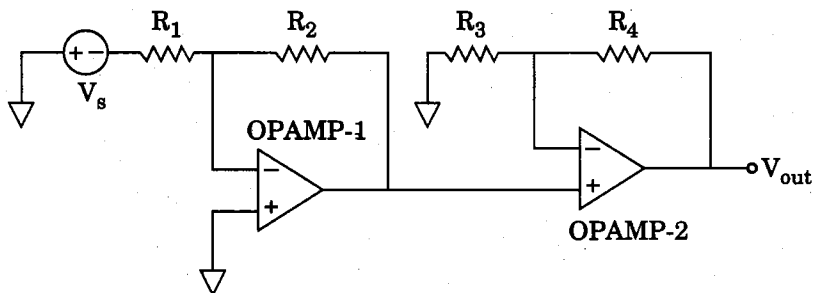 R1
R2
R3
R4
+ −
Vs
OPAMP-1
−
+
−
+
Vout
OPAMP-2